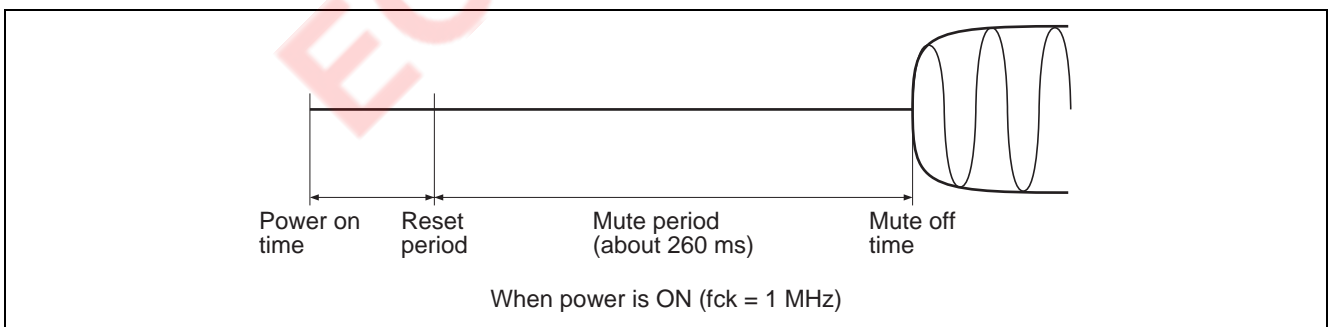 Power on time
Reset period
Mute period (about 260 ms)
Mute off time
When power is ON (fck = 1 MHz)